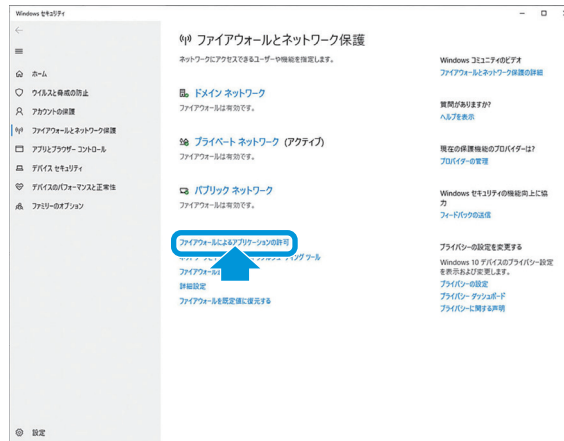 Windows セキュリティ
ホーム
ウイルスと脅威の防止
アカウントの保護
ファイアウォールとネットワーク保護
アプリとブラウザー コントロール
デバイス セキュリティ
デバイスのパフォーマンスと正常性
ファミリーのオプション
設定
ファイアウォールとネットワーク保護
ネットワークにアクセスできるユーザーや機能を指定します。
ドメイン ネットワーク
ファイアウォールは有効です。
プライベート ネットワーク (アクティブ)
ファイアウォールは有効です。
パブリック ネットワーク
ファイアウォールは有効です。
ファイアウォールによるアプリケーションの許可
ティング ツール
ファイアウォール
詳細設定
ファイアウォールを既定値に復元する
Windows コミュニティのビデオ
ファイアウォールとネットワーク保護の詳細
質問がありますか?
ヘルプを表示
現在の保護機能のプロバイダーは?
プロバイダーの管理
Windows セキュリティの機能向上に協
力
フィードバックの送信
プライバシーの設定を変更する
Windows 10 デバイスのプライバシー設定
を表示および変更します。
プライバシーの設定
プライバシー ダッシュボード
プライバシーに関する声明